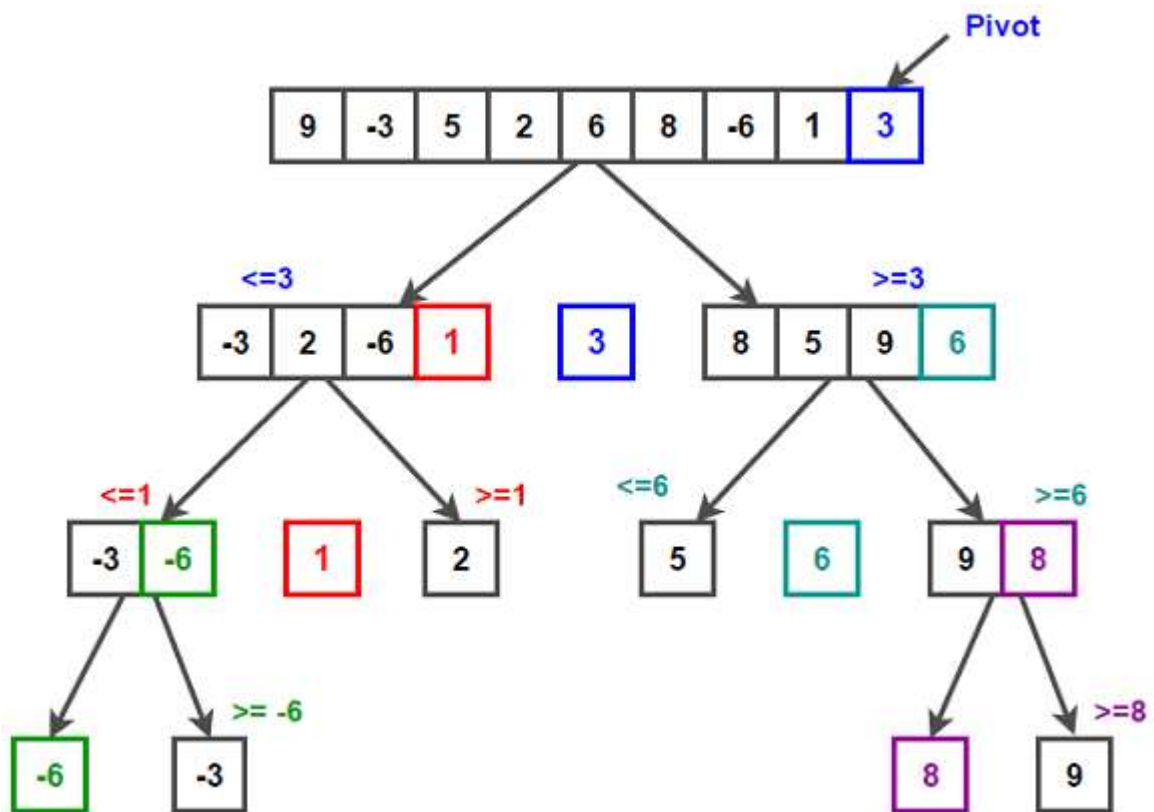 Pivot
9 -3 5 2 6 8 -6 1 3
<=3 >=3
-3 2 -6 1 3 8 5 9 6
<=1 >=1 <=6 >=6
-3 -6 1 2 5 6 9 8
>= -6 >=8
-6 -3 8 9